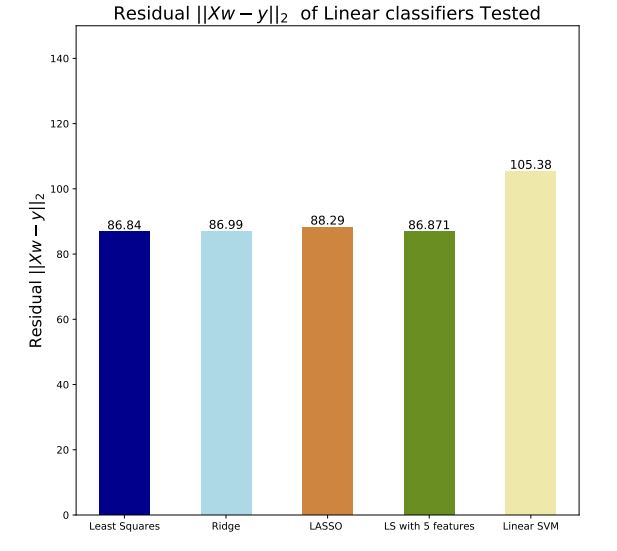 Residual ||Xw − y||₂ of Linear classifiers Tested
Residual ||Xw − y||₂
140
120
100
80
60
40
20
0
86.84
86.99
88.29
86.871
105.38
Least Squares
Ridge
LASSO
LS with 5 features
Linear SVM